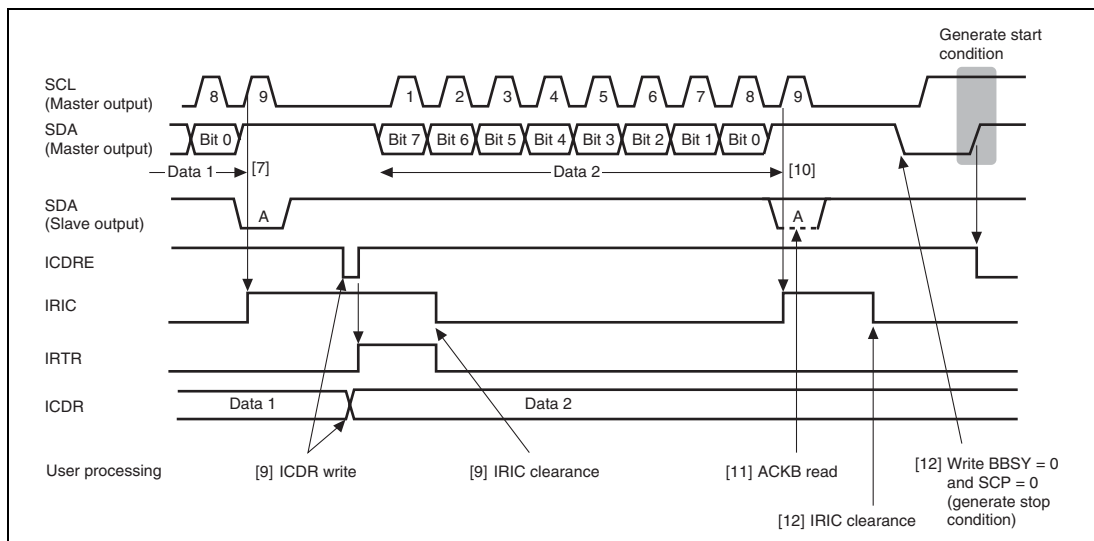 Generate start
condition
SCL
(Master output)
8 9 1 2 3 4 5 6 7 8 9
SDA
(Master output)
Bit 0 Bit 7 Bit 6 Bit 5 Bit 4 Bit 3 Bit 2 Bit 1 Bit 0
Data 1 [7] Data 2 [10]
SDA
(Slave output)
A A
ICDRE
IRIC
IRTR
ICDR
Data 1 Data 2
User processing
[9] ICDR write
[9] IRIC clearance
[11] ACKB read
[12] IRIC clearance
[12] Write BBSY = 0
and SCP = 0
(generate stop
condition)